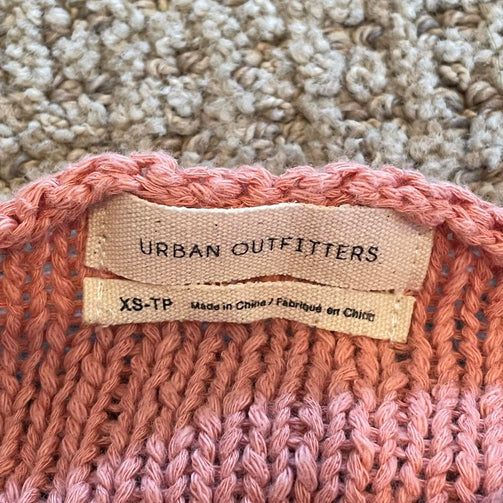 URBAN OUTFITTERS
XS-TP Made in China / Fabriqué en Chine